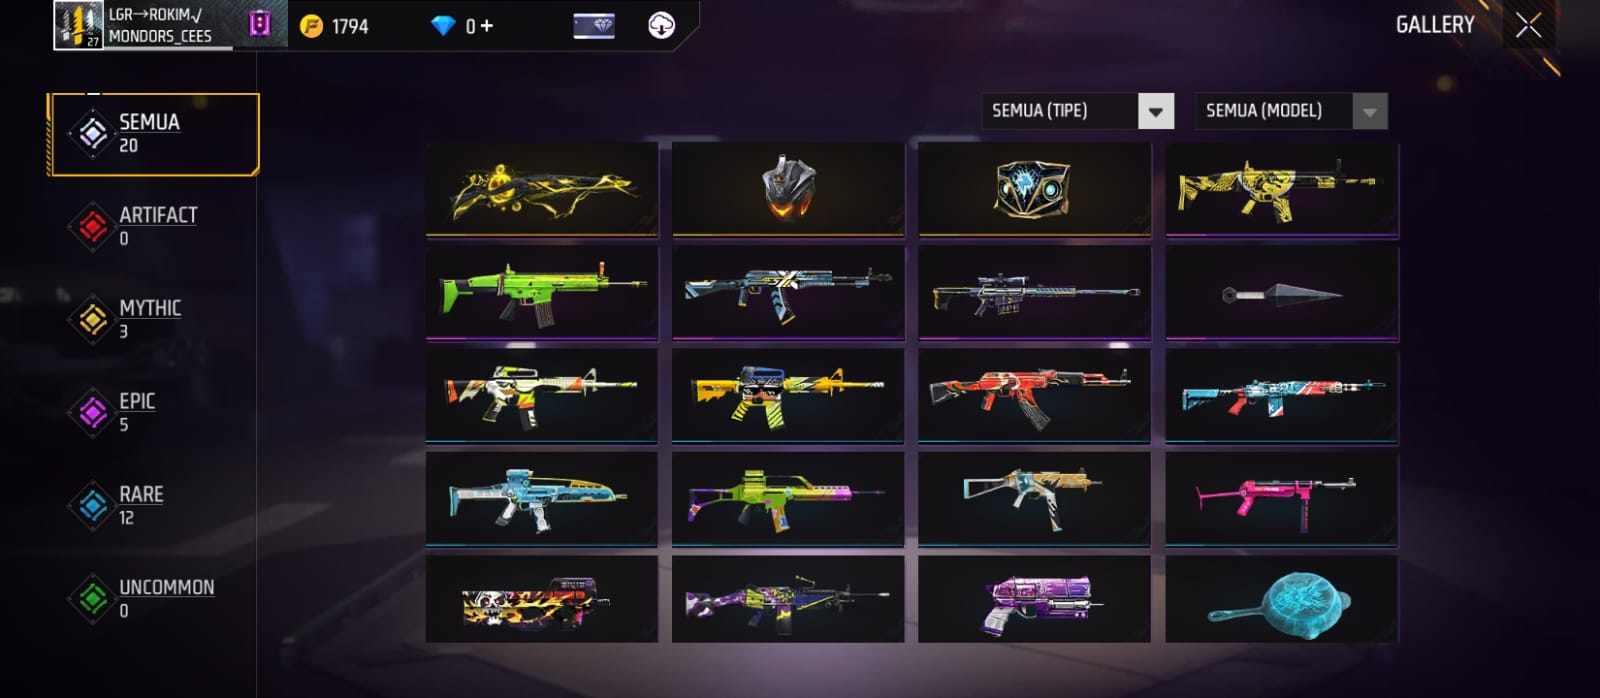 LGR→ROKIM√
MONDORS_CEES
27
1794
0 +
GALLERY
SEMUA (TIPE)
SEMUA (MODEL)
SEMUA
20
ARTIFACT
0
MYTHIC
3
EPIC
5
RARE
12
UNCOMMON
0